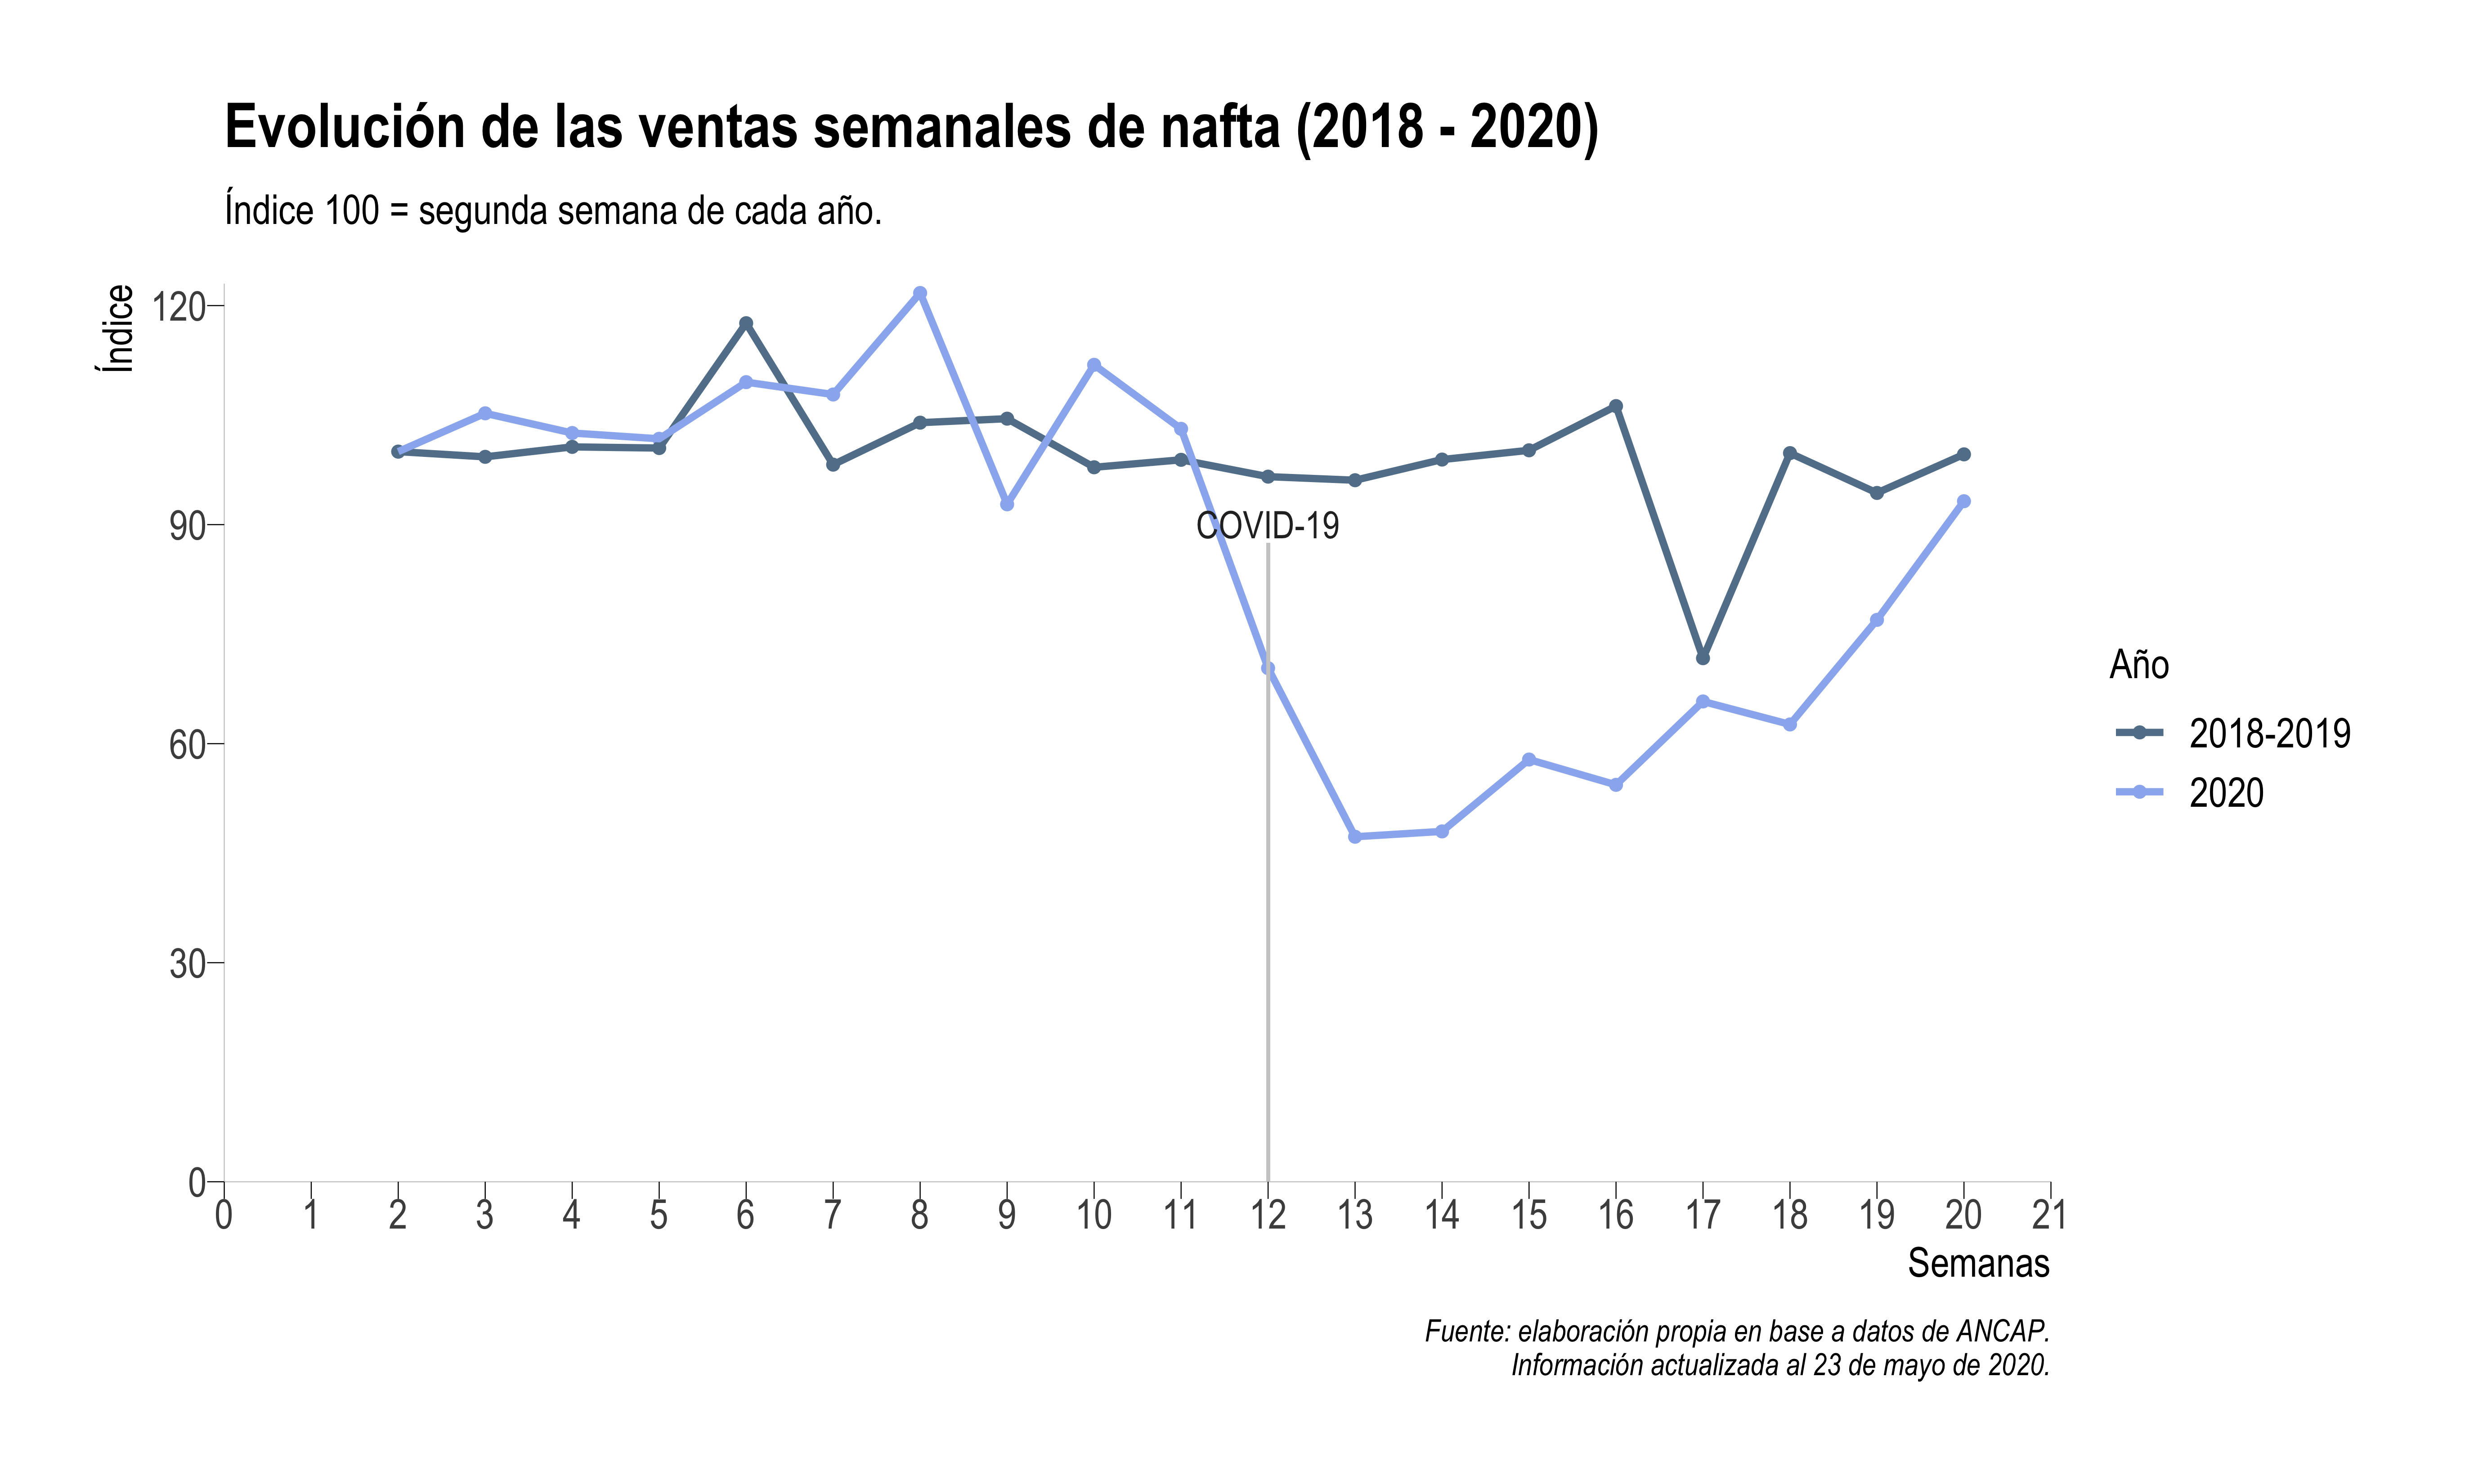 Evolución de las ventas semanales de nafta (2018 - 2020)
Índice 100 = segunda semana de cada año.
Índice
120
90
60
30
0
COVID-19
0 1 2 3 4 5 6 7 8 9 10 11 12 13 14 15 16 17 18 19 20 21
Semanas
Año
2018-2019
2020
Fuente: elaboración propia en base a datos de ANCAP.
Información actualizada al 23 de mayo de 2020.